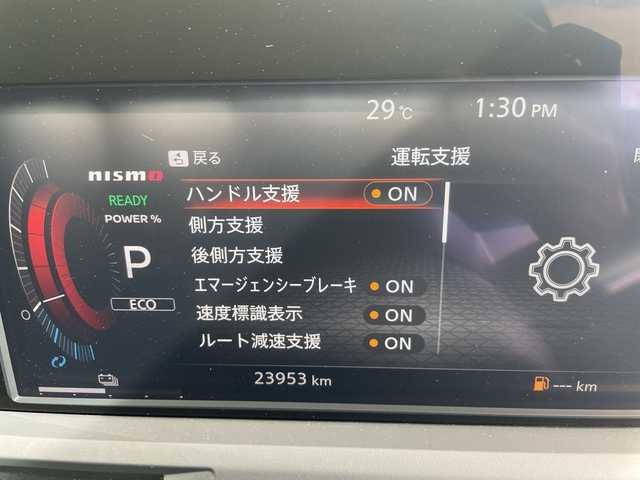 29℃ 1:30 PM
戻る 運転支援
nismo
READY
POWER %
P
ECO
ハンドル支援 ON
側方支援
後側方支援
エマージェンシーブレーキ ON
速度標識表示 ON
ルート減速支援 ON
23953 km
--- km